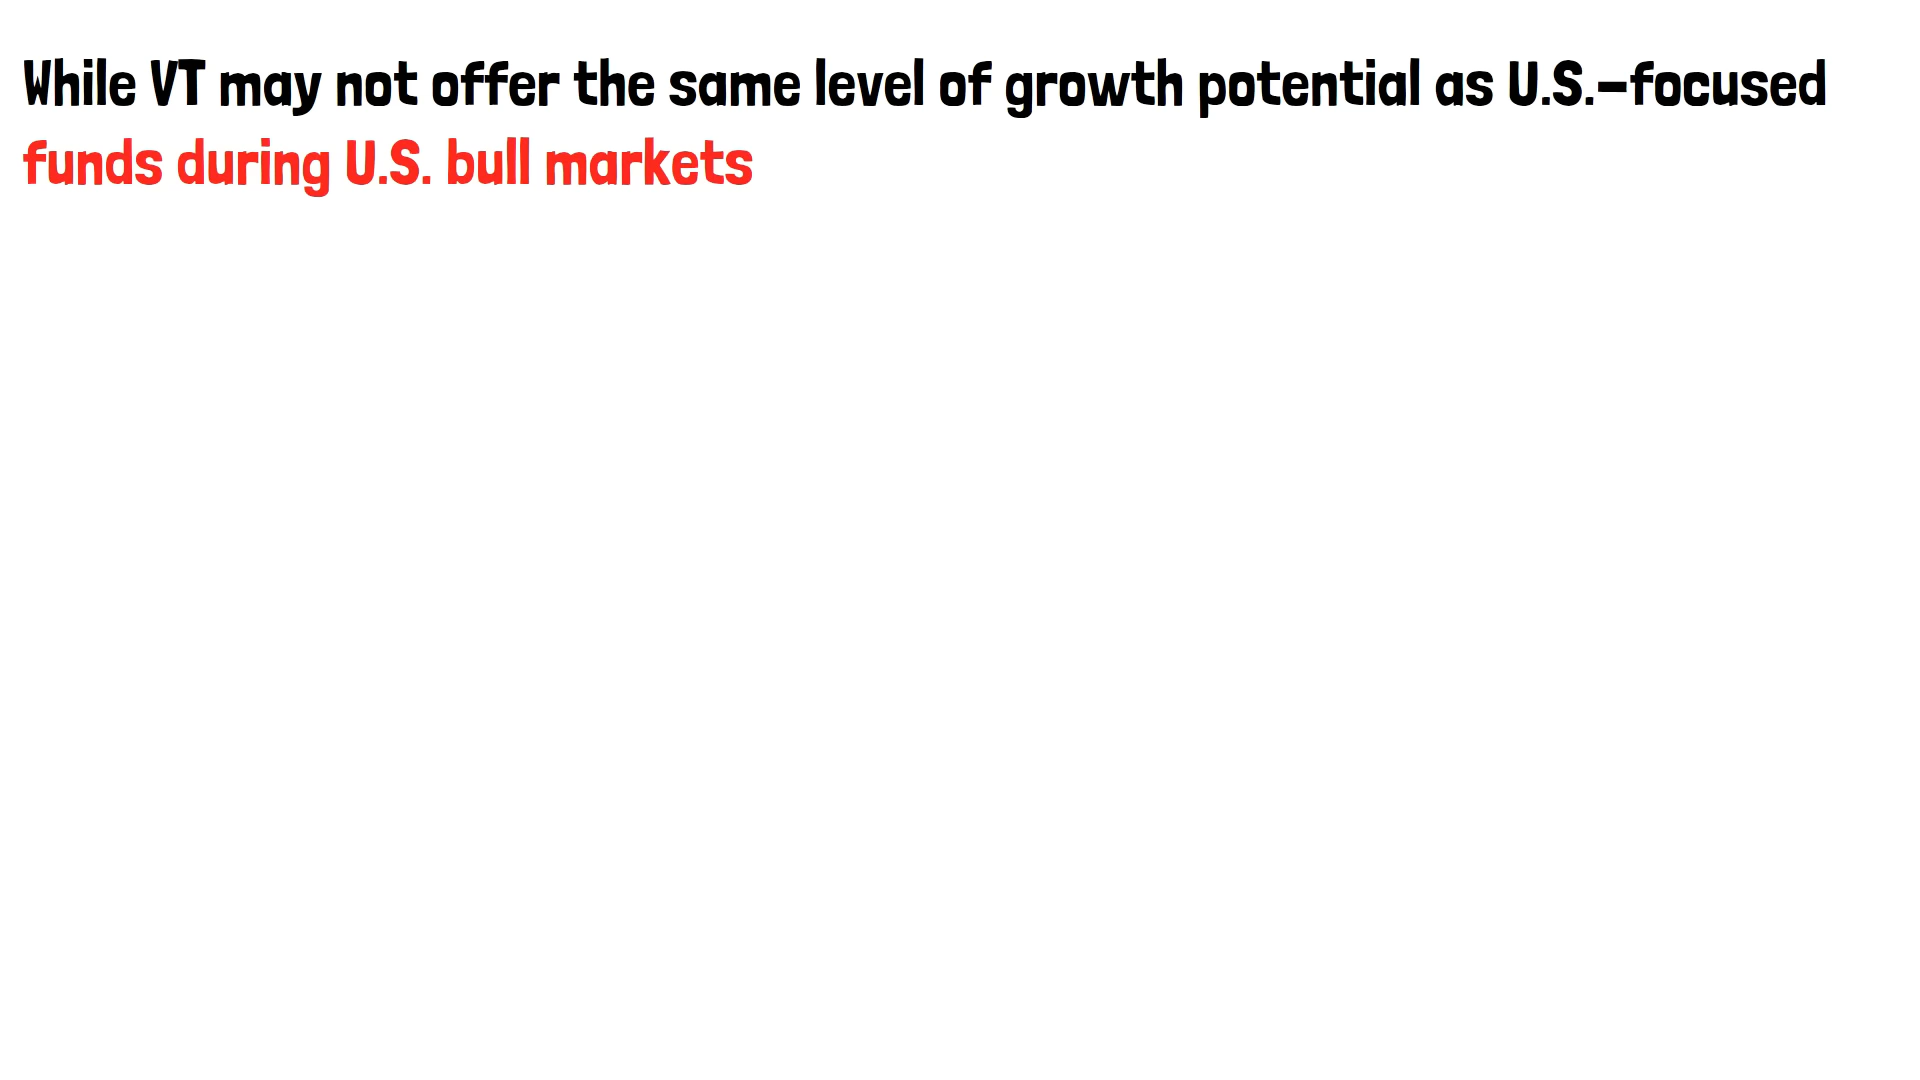 While VT may not offer the same level of growth potential as U.S.-focused
funds during U.S. bull markets